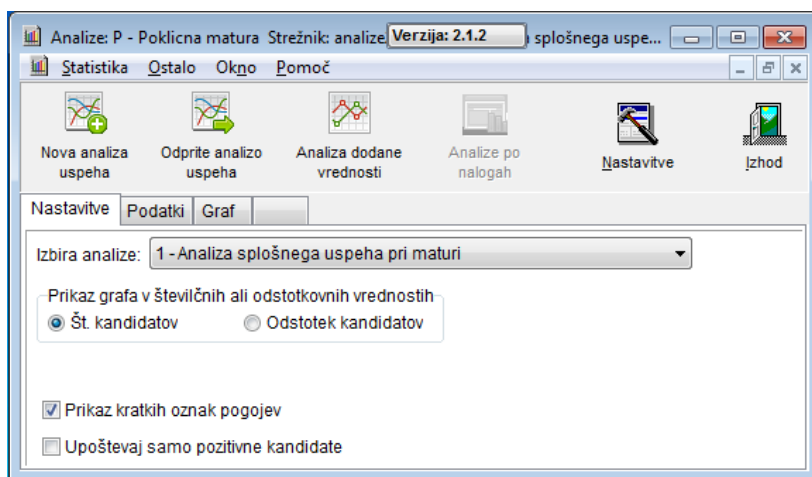 Analize: P - Poklicna matura Strežnik: analize Verzija: 2.1.2 splošnega uspe...
Statistika Ostalo Okno Pomoč
Nova analiza uspeha
Odprite analizo uspeha
Analiza dodane vrednosti
Analize po nalogah
Nastavitve
Izhod
Nastavitve Podatki Graf
Izbira analize: 1 - Analiza splošnega uspeha pri maturi
Prikaz grafa v številčnih ali odstotkovnih vrednostih
Št. kandidatov Odstotek kandidatov
Prikaz kratkih oznak pogojev
Upoštevaj samo pozitivne kandidate